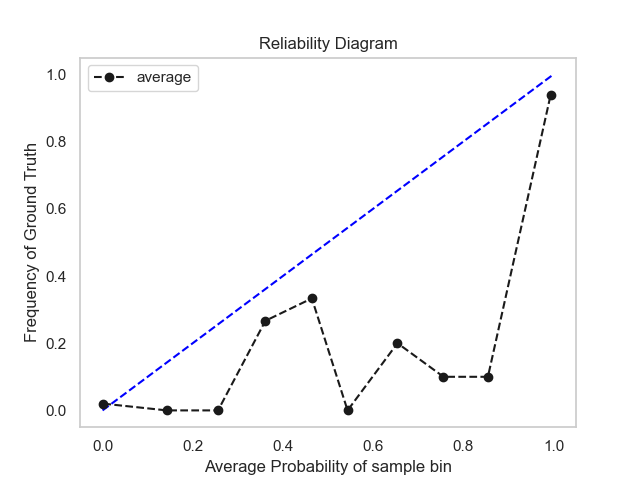 Reliability Diagram
average
1.0
0.8
0.6
0.4
0.2
0.0
Frequency of Ground Truth
0.0 0.2 0.4 0.6 0.8 1.0
Average Probability of sample bin